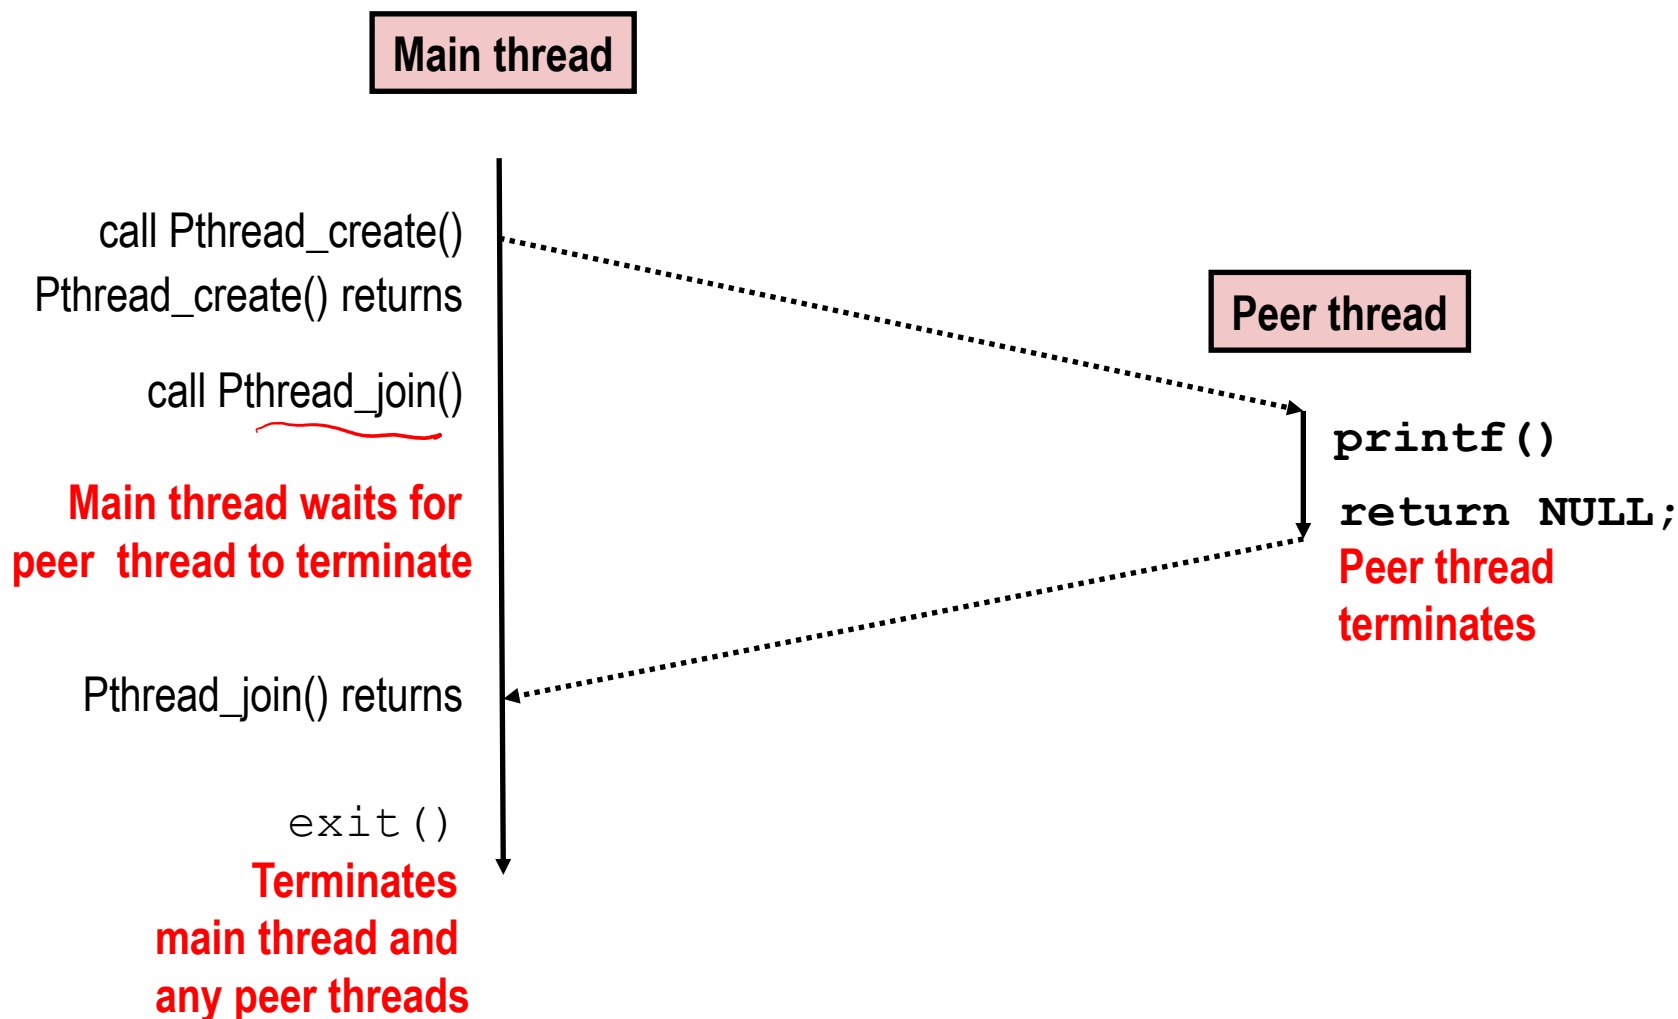 Main thread
call Pthread_create()
Pthread_create() returns
call Pthread_join()
Main thread waits for
peer thread to terminate
Pthread_join() returns
exit()
Terminates
main thread and
any peer threads
Peer thread
printf()
return NULL;
Peer thread
terminates